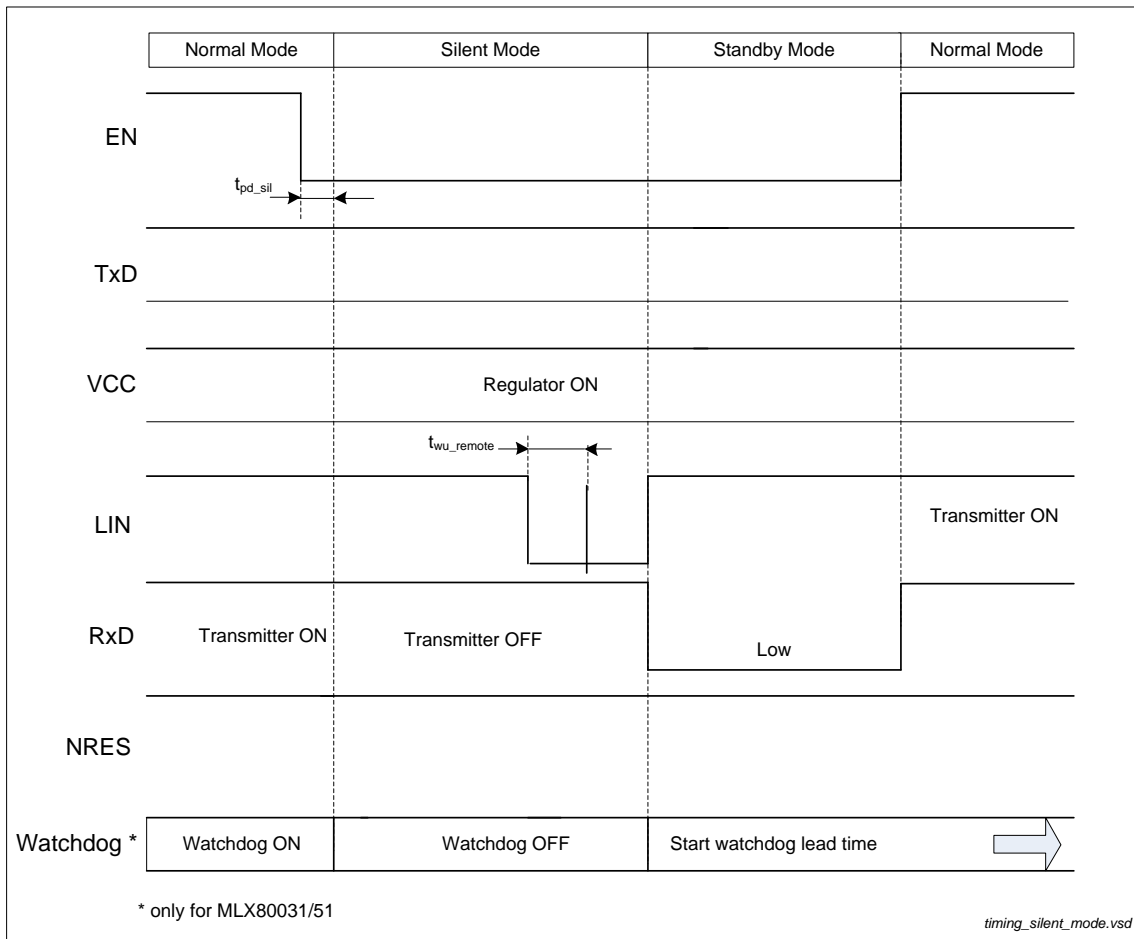 Normal Mode Silent Mode Standby Mode Normal Mode
EN
tpd_sil
TxD
VCC
Regulator ON
twu_remote
LIN
Transmitter ON
RxD
Transmitter ON Transmitter OFF Low
NRES
Watchdog * Watchdog ON Watchdog OFF Start watchdog lead time
* only for MLX80031/51
timing_silent_mode.vsd